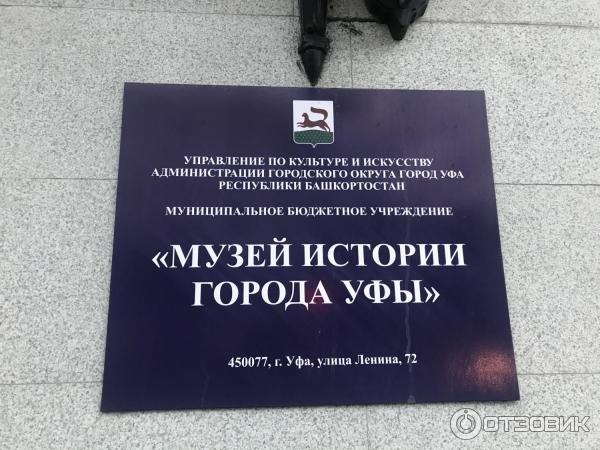 УПРАВЛЕНИЕ ПО КУЛЬТУРЕ И ИСКУССТВУ
АДМИНИСТРАЦИИ ГОРОДСКОГО ОКРУГА ГОРОД УФА
РЕСПУБЛИКИ БАШКОРТОСТАН
МУНИЦИПАЛЬНОЕ БЮДЖЕТНОЕ УЧРЕЖДЕНИЕ
«МУЗЕЙ ИСТОРИИ
ГОРОДА УФЫ»
450077, г. Уфа, улица Ленина, 72
ОТЗОВИК